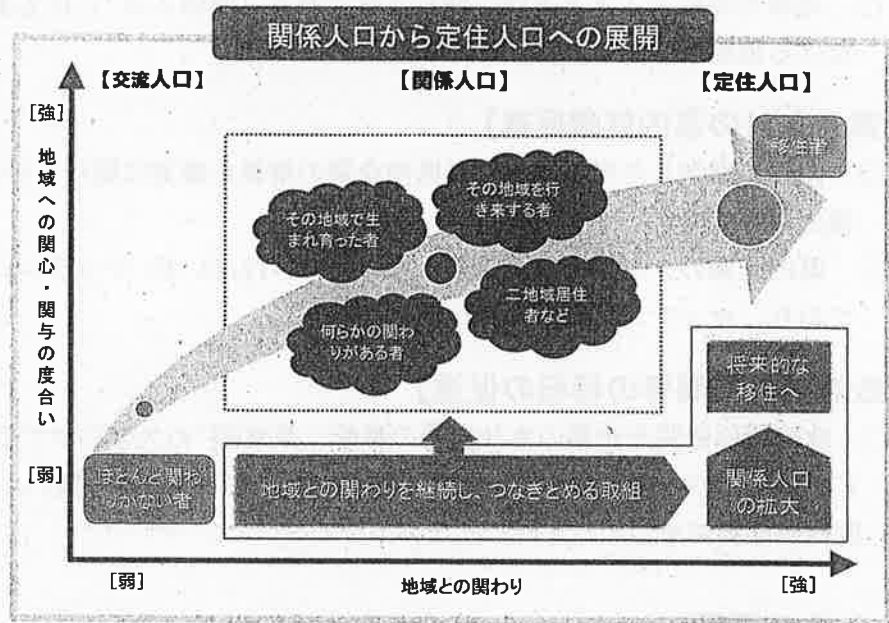 関係人口から定住人口への展開
【交流人口】
【関係人口】
【定住人口】
[強]
地域への関心・関与の度合い
[弱]
移住者
その地域で生
まれ育った者
その地域を行
き来する者
何らかの関わ
りがある者
二地域居住
者など
将来的な
移住へ
ほとんど関わ
りがない者
地域との関わりを継続し、つなぎとめる取組
関係人口
の拡大
[弱]
地域との関わり
[強]